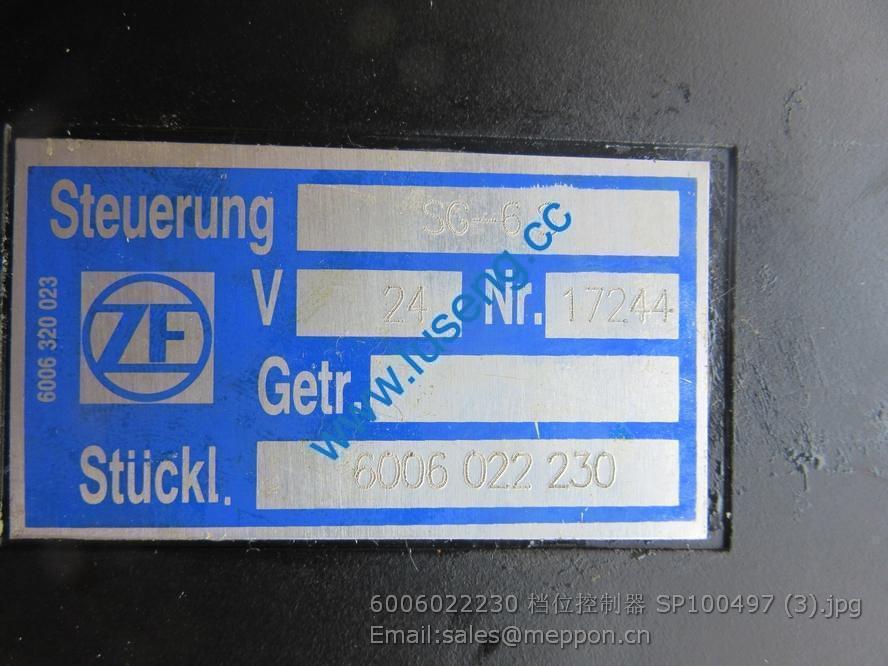 Steuerung SG-6
6006 320 023
ZF
V 24 Nr. 17244
Getr.
Stückl. 6006 022 230
www.luseng.cc
6006022230 档位控制器 SP100497 (3).jpg
Email:sales@meppon.cn